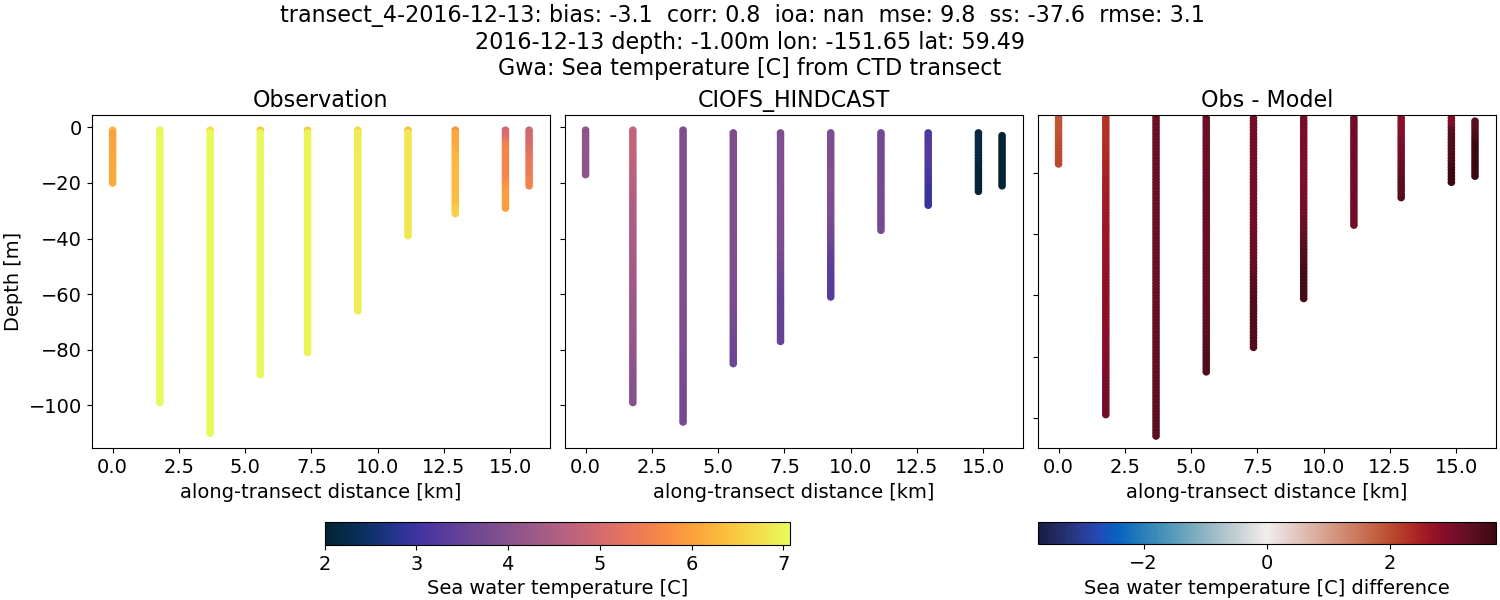 transect_4-2016-12-13: bias: -3.1  corr: 0.8  ioa: nan  mse: 9.8  ss: -37.6  rmse: 3.1
2016-12-13 depth: -1.00m lon: -151.65 lat: 59.49
Gwa: Sea temperature [C] from CTD transect
Observation
CIOFS_HINDCAST
Obs - Model
Depth [m]
0
−20
−40
−60
−80
−100
0.0 2.5 5.0 7.5 10.0 12.5 15.0
0.0 2.5 5.0 7.5 10.0 12.5 15.0
0.0 2.5 5.0 7.5 10.0 12.5 15.0
along-transect distance [km]
along-transect distance [km]
along-transect distance [km]
2 3 4 5 6 7
Sea water temperature [C]
−2 0 2
Sea water temperature [C] difference